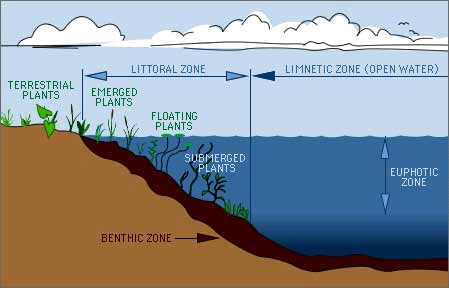 LITTORAL ZONE
LIMNETIC ZONE (OPEN WATER)
TERRESTRIAL
PLANTS
EMERGED
PLANTS
FLOATING
PLANTS
SUBMERGED
PLANTS
EUPHOTIC
ZONE
BENTHIC ZONE